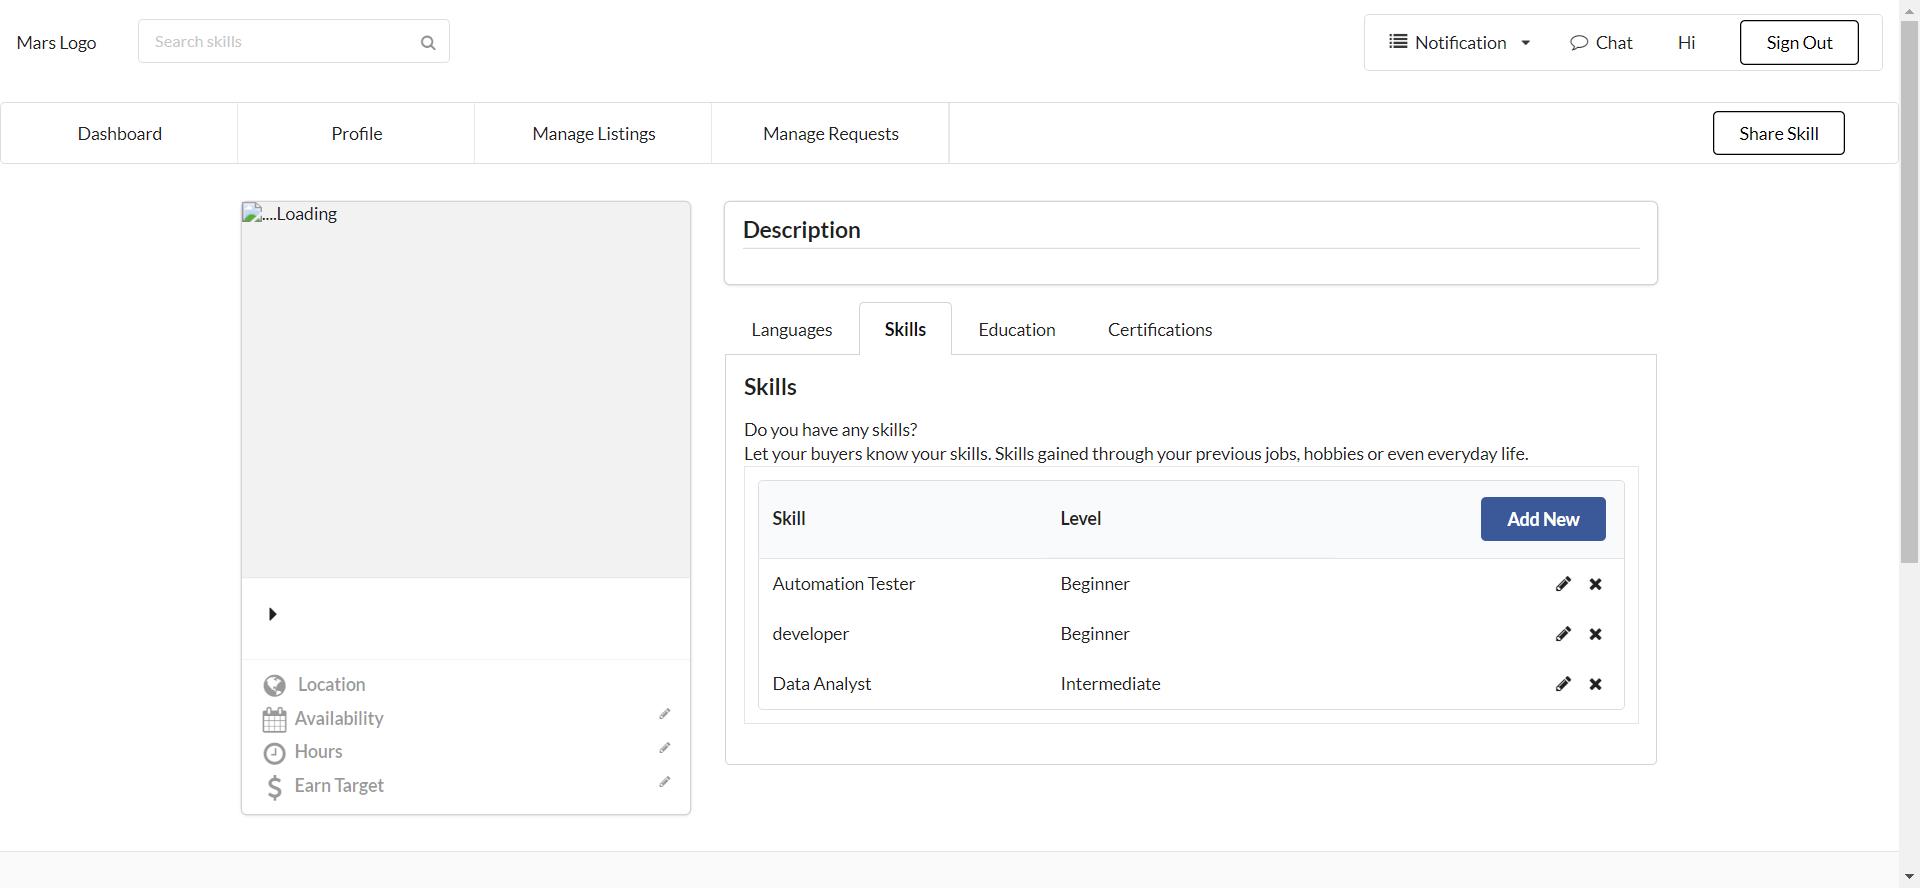 Mars Logo
Search skills
Notification
Chat
Hi
Sign Out
Dashboard
Profile
Manage Listings
Manage Requests
Share Skill
....Loading
Location
Availability
Hours
Earn Target
Description
Languages
Skills
Education
Certifications
Skills
Do you have any skills?
Let your buyers know your skills. Skills gained through your previous jobs, hobbies or even everyday life.
Skill Level Add New
Automation Tester Beginner
developer Beginner
Data Analyst Intermediate